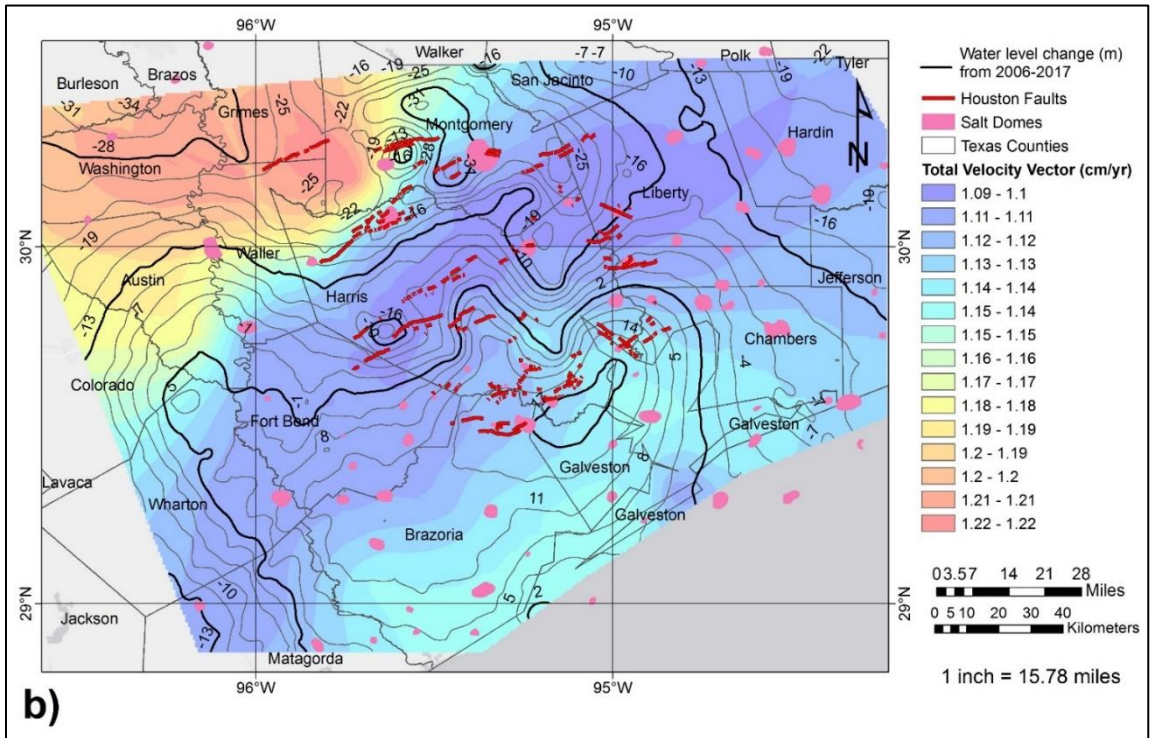 96°W 95°W
Walker -7 -7 Polk -22
-16 -19 -25 -16 -10 -13 -19 Tyler
Burleson Brazos San Jacinto
-31 -34 Grimes -25 -22 -31
Montgomery Hardin
-28 -19 -13 -16 -28 -34 -25 -16
Washington
-25 Liberty
-22 -16 -19 -16 -19
30°N 30°N
-19 Waller -10
Austin Harris 2 Jefferson
-13 -16 14
-1 Chambers
Colorado 5 4
-1
Fort Bend 8 Galveston
Lavaca Galveston 8
Wharton 11 Galveston
Brazoria
-10 5 2
29°N 29°N
Jackson -13
Matagorda
96°W 95°W
b)
Water level change (m)
from 2006-2017
Houston Faults
Salt Domes
Texas Counties
N
Total Velocity Vector (cm/yr)
1.09 - 1.1
1.11 - 1.11
1.12 - 1.12
1.13 - 1.13
1.14 - 1.14
1.15 - 1.14
1.15 - 1.15
1.16 - 1.16
1.17 - 1.17
1.18 - 1.18
1.19 - 1.19
1.2 - 1.19
1.2 - 1.2
1.21 - 1.21
1.22 - 1.22
0 3.5 7 14 21 28
Miles
0 5 10 20 30 40
Kilometers
1 inch = 15.78 miles